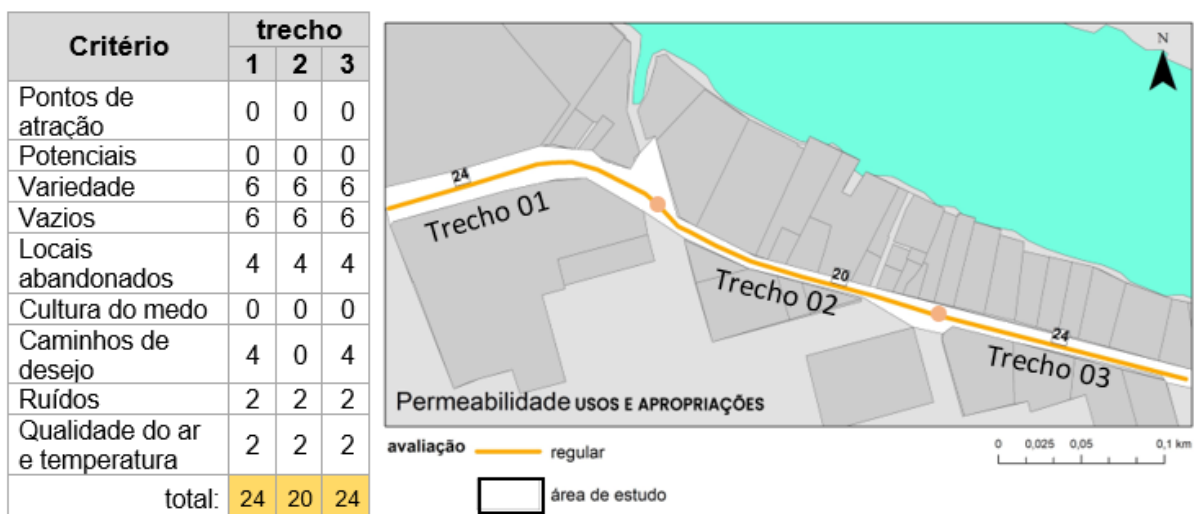 Critério trecho
1 2 3
Pontos de
atração 0 0 0
Potenciais 0 0 0
Variedade 6 6 6
Vazios 6 6 6
Locais
abandonados 4 4 4
Cultura do medo 0 0 0
Caminhos de
desejo 4 0 4
Ruídos 2 2 2
Qualidade do ar
e temperatura 2 2 2
total: 24 20 24
N
24
Trecho 01
20
Trecho 02
24
Trecho 03
Permeabilidade USOS E APROPRIAÇÕES
avaliação regular
área de estudo
0 0,025 0,05 0,1 km